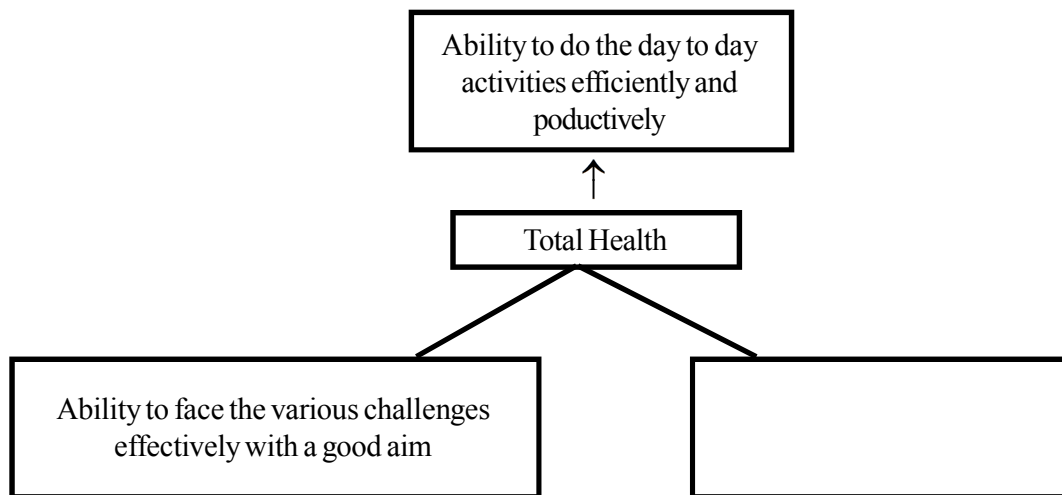 Ability to do the day to day
activities efficiently and
poductively
Total Health
Ability to face the various challenges
effectively with a good aim